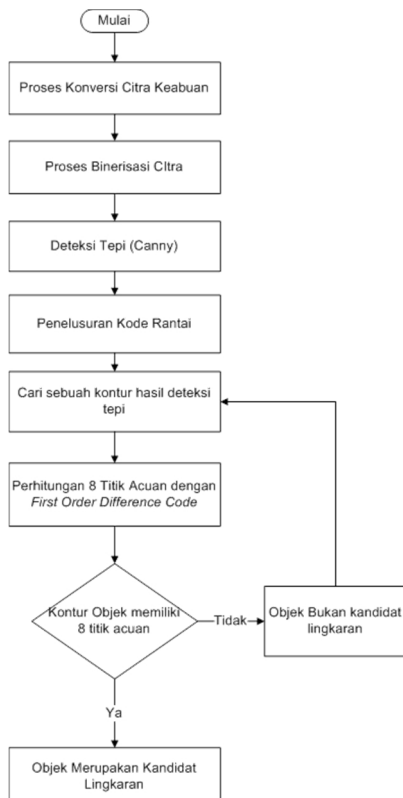 Mulai
Proses Konversi Citra Keabuan
Proses Binerisasi CItra
Deteksi Tepi (Canny)
Penelusuran Kode Rantai
Cari sebuah kontur hasil deteksi
tepi
Perhitungan 8 Titik Acuan dengan
First Order Difference Code
Kontur Objek memiliki
8 titik acuan
Tidak
Objek Bukan kandidat
lingkaran
Ya
Objek Merupakan Kandidat
Lingkaran